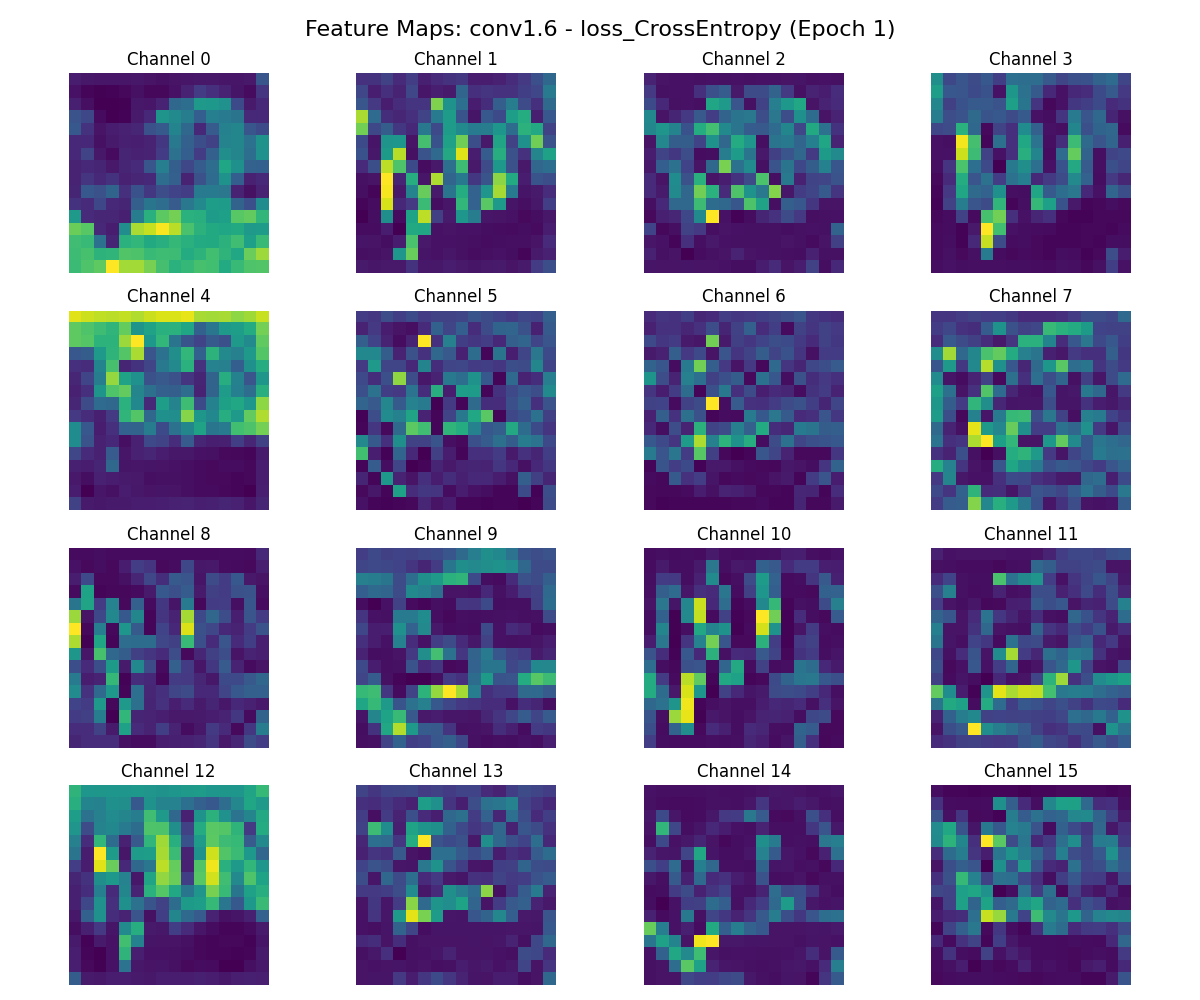 Feature Maps: conv1.6 - loss_CrossEntropy (Epoch 1)
Channel 0
Channel 1
Channel 2
Channel 3
Channel 4
Channel 5
Channel 6
Channel 7
Channel 8
Channel 9
Channel 10
Channel 11
Channel 12
Channel 13
Channel 14
Channel 15